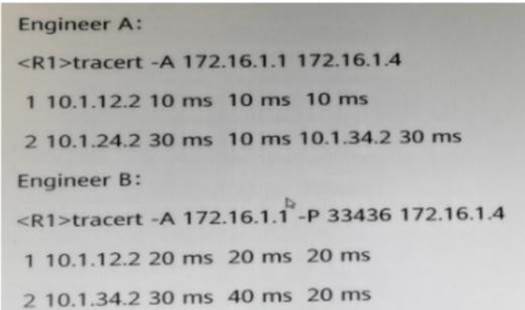 Engineer A:
<R1>tracert -A 172.16.1.1 172.16.1.4
1 10.1.12.2 10 ms 10 ms 10 ms
2 10.1.24.2 30 ms 10 ms 10.1.34.2 30 ms
Engineer B:
<R1>tracert -A 172.16.1.1 -P 33436 172.16.1.4
1 10.1.12.2 20 ms 20 ms 20 ms
2 10.1.34.2 30 ms 40 ms 20 ms